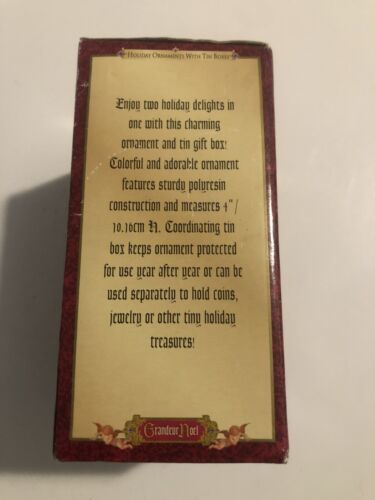 Holiday Ornaments With Tin Boxes
Enjoy two holiday delights in
one with this charming
ornament and tin gift box!
Colorful and adorable ornament
features sturdy polyresin
construction and measures 4"/
10.16cm H. Coordinating tin
box keeps ornament protected
for use year after year or can be
used separately to hold coins,
jewelry or other tiny holiday
treasures!
Grandeur Noel